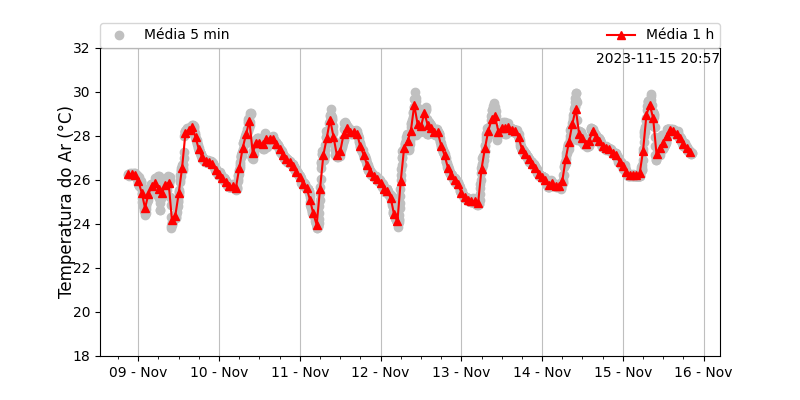 Média 5 min
Média 1 h
2023-11-15 20:57
Temperatura do Ar (°C)
32
30
28
26
24
22
20
18
09 - Nov
10 - Nov
11 - Nov
12 - Nov
13 - Nov
14 - Nov
15 - Nov
16 - Nov